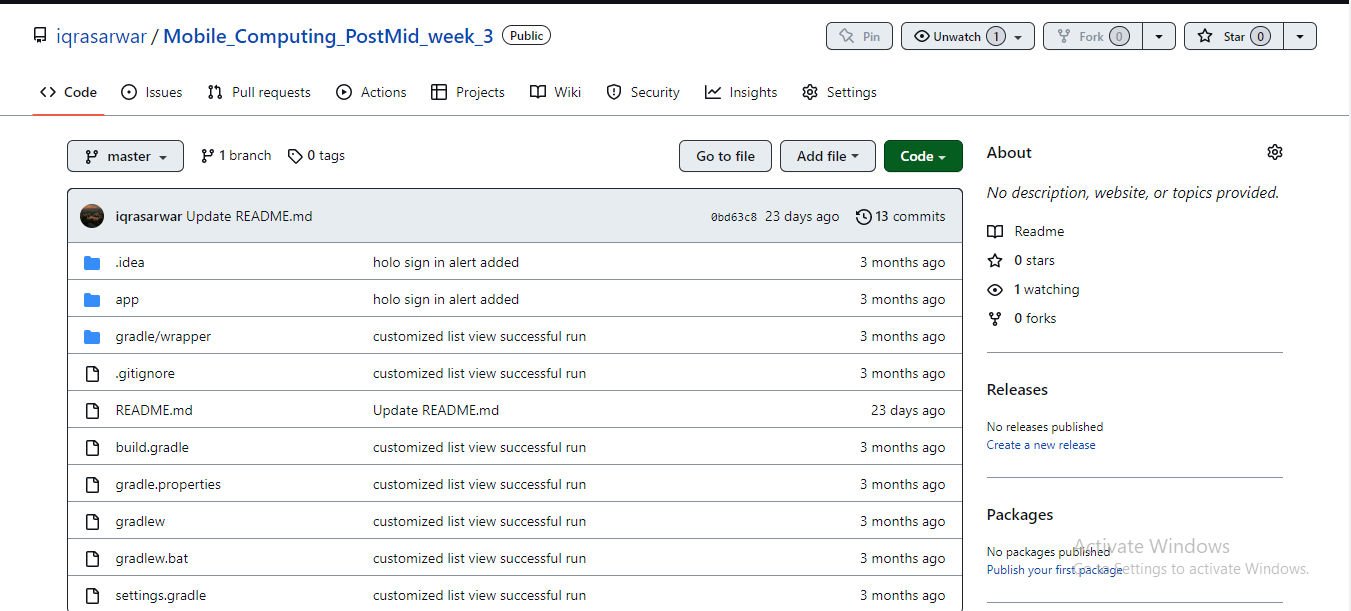 iqrasarwar / Mobile_Computing_PostMid_week_3 Public
Pin Unwatch 1 Fork 0 Star 0
Code Issues Pull requests Actions Projects Wiki Security Insights Settings
master 1 branch 0 tags Go to file Add file Code
iqrasarwar Update README.md 0bd63c8 23 days ago 13 commits
.idea holo sign in alert added 3 months ago
app holo sign in alert added 3 months ago
gradle/wrapper customized list view successful run 3 months ago
.gitignore customized list view successful run 3 months ago
README.md Update README.md 23 days ago
build.gradle customized list view successful run 3 months ago
gradle.properties customized list view successful run 3 months ago
gradlew customized list view successful run 3 months ago
gradlew.bat customized list view successful run 3 months ago
settings.gradle customized list view successful run 3 months ago
About
No description, website, or topics provided.
Readme
0 stars
1 watching
0 forks
Releases
No releases published
Create a new release
Packages
No packages published
Publish your first package
Activate Windows
Go to Settings to activate Windows.